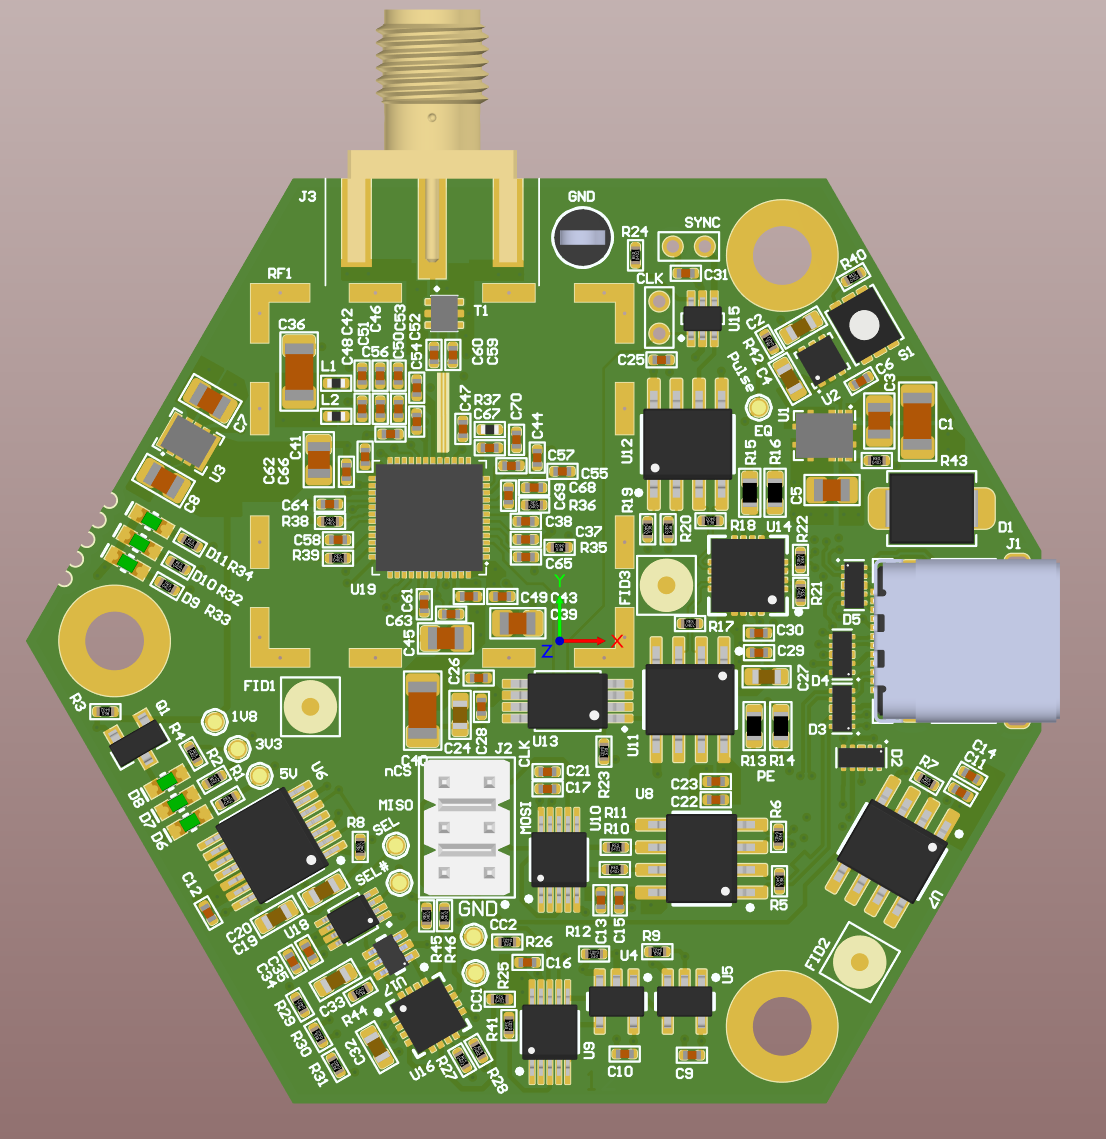 J3
GND
R24
SYNC
C31
RF1
CLK
R40
T1
U15
C2
C36
C48 C42
C51
C46
C50 C53
C54 C52
C56
C60
C59
C25
R42
C4
S1
Pulse
U2
C6
C3
L1
L2
C47
R37
C67
C70
C44
EQ
U1
C1
C7
U3
C8
C41
C62
C66
C57
C55
C68
C69
R36
U12
R15
R16
R43
C5
C64
R38
C38
C37
R35
C58
R39
C65
R19
R20
R18
U14
R22
D1
J1
D11
R34
D10
R32
D9
R33
U19
Y
X
Z
C61
C63
C49
C43
C39
C45
FID3
R21
D5
R17
C30
C29
C27
D4
D3
D2
C26
FID1
R3
Q1
1V8
3V3
5V
R4
R2
R1
U6
D8
D7
D6
C40
C24
C28
U13
U11
R13
R14
PE
J2
CLK
nCS
MISO
MOSI
C21
C17
R23
U8
C23
C22
C14
C11
R7
R8
SEL
SEL#
U10
R11
R10
R6
R5
U7
C12
C20
C19
U18
GND
R45
R46
CC2
R26
R12
C13
C15
R9
FID2
C34
C35
C33
U17
R44
CC1
R25
C16
U4
U5
R29
R30
R31
C32
U16
R27
R28
R41
U9
C10
C9
1